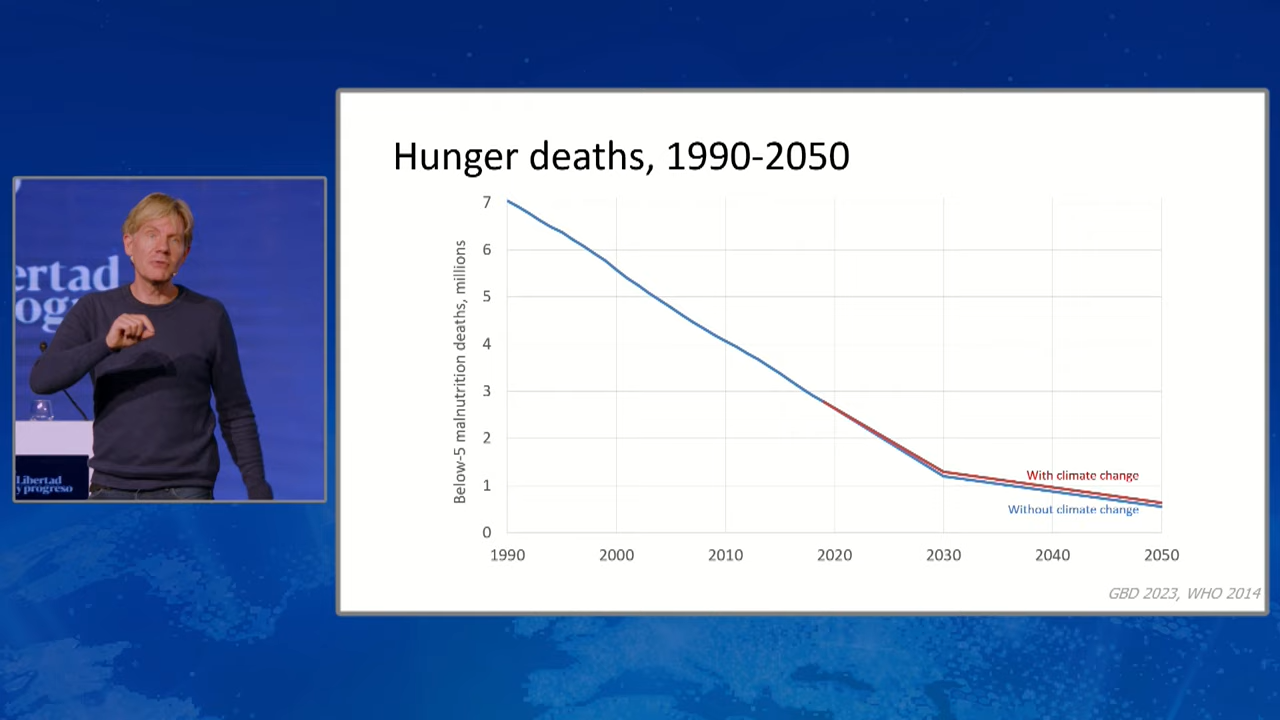 Hunger deaths, 1990-2050
Below-5 malnutrition deaths, millions
7
6
5
4
3
2
1
0
1990
2000
2010
2020
2030
2040
2050
With climate change
Without climate change
GBD 2023, WHO 2014
ertad
Libertad
y progreso